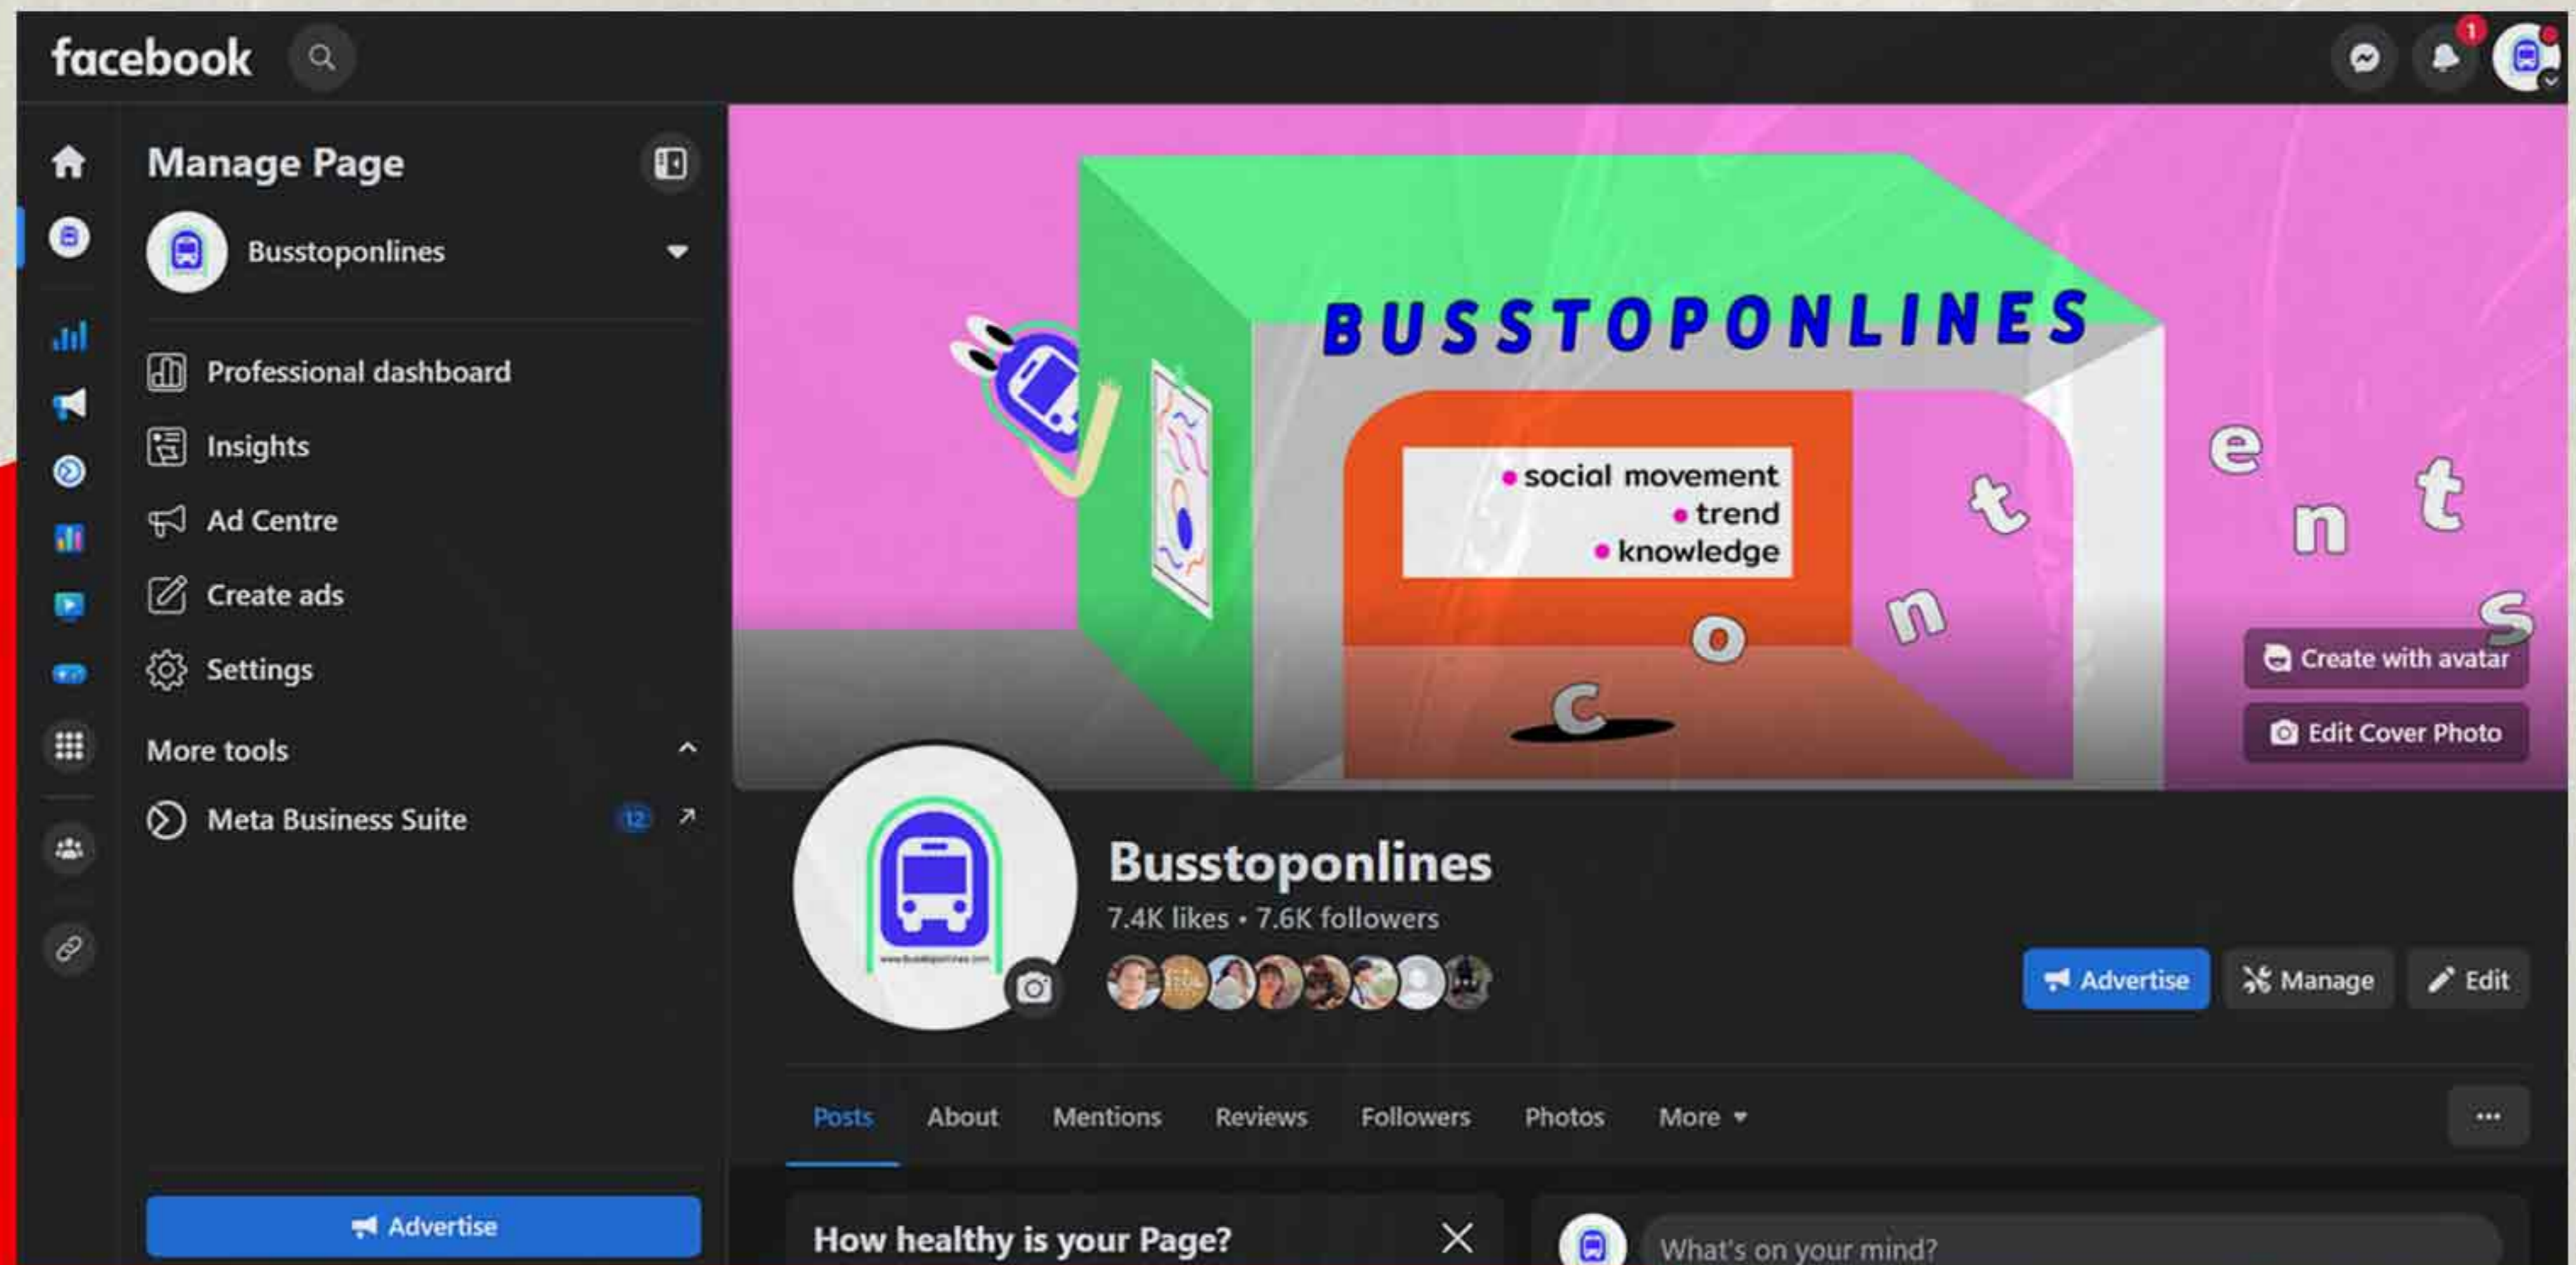 facebook
1
Manage Page
Busstoponlines
Professional dashboard
Insights
Ad Centre
Create ads
Settings
More tools
Meta Business Suite 12
Advertise
BUSSTOPONLINES
• social movement
• trend
• knowledge
c o n t e n t s
Create with avatar
Edit Cover Photo
www.Busstoponlines.com
Busstoponlines
7.4K likes • 7.6K followers
Advertise Manage Edit
Posts About Mentions Reviews Followers Photos More
How healthy is your Page?
What's on your mind?